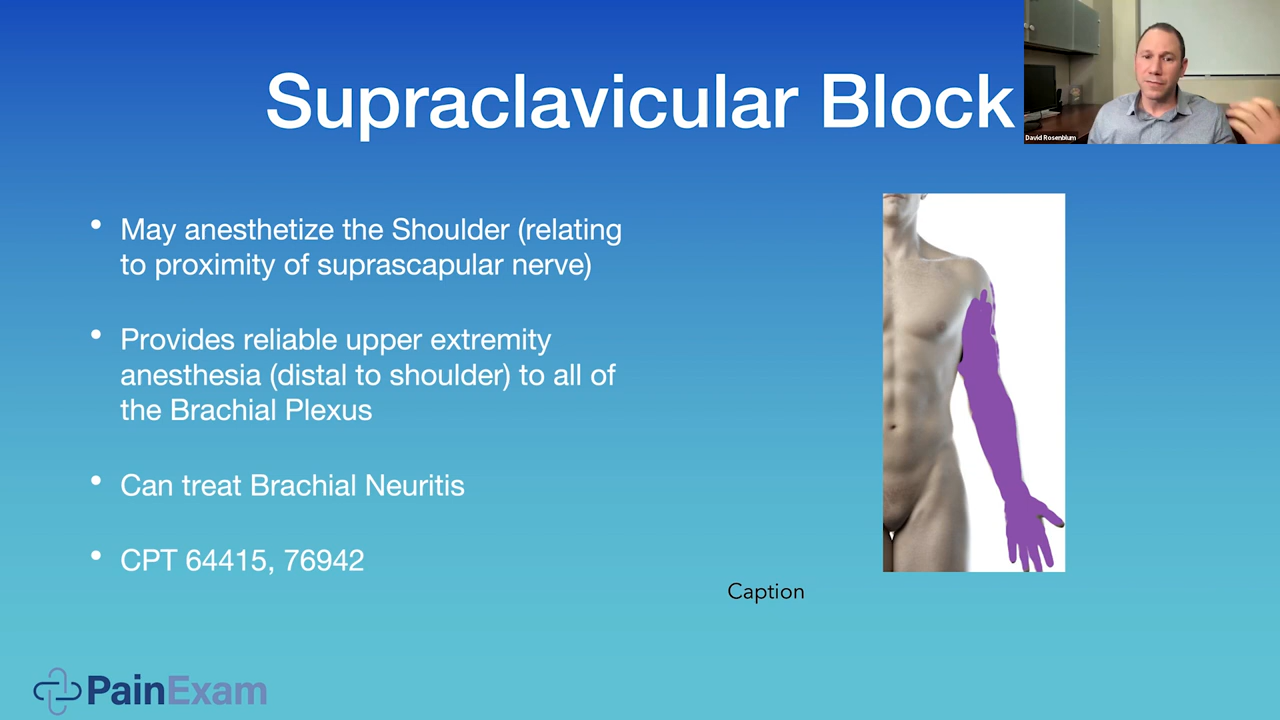 Supraclavicular Block
David Rosenblum
• May anesthetize the Shoulder (relating
to proximity of suprascapular nerve)
• Provides reliable upper extremity
anesthesia (distal to shoulder) to all of
the Brachial Plexus
• Can treat Brachial Neuritis
• CPT 64415, 76942
Caption
PainExam